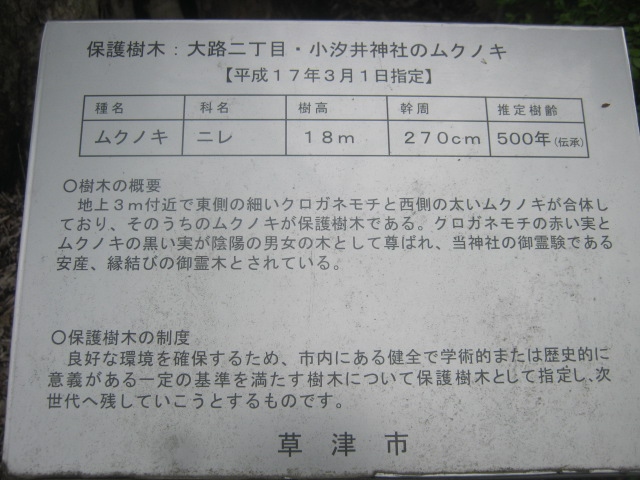 保護樹木：大路二丁目・小汐井神社のムクノキ
【平成１７年３月１日指定】
種名 科名 樹高 幹周 推定樹齢
ムクノキ ニレ １８ｍ ２７０ｃｍ 500年（伝承）
○樹木の概要
地上３ｍ付近で東側の細いクロガネモチと西側の太いムクノキが合体し
ており、そのうちのムクノキが保護樹木である。クロガネモチの赤い実と
ムクノキの黒い実が陰陽の男女の木として尊ばれ、当神社の御霊験である
安産、縁結びの御霊木とされている。
○保護樹木の制度
良好な環境を確保するため、市内にある健全で学術的または歴史的に
意義がある一定の基準を満たす樹木について保護樹木として指定し、次
世代へ残していこうとするものです。
草津市